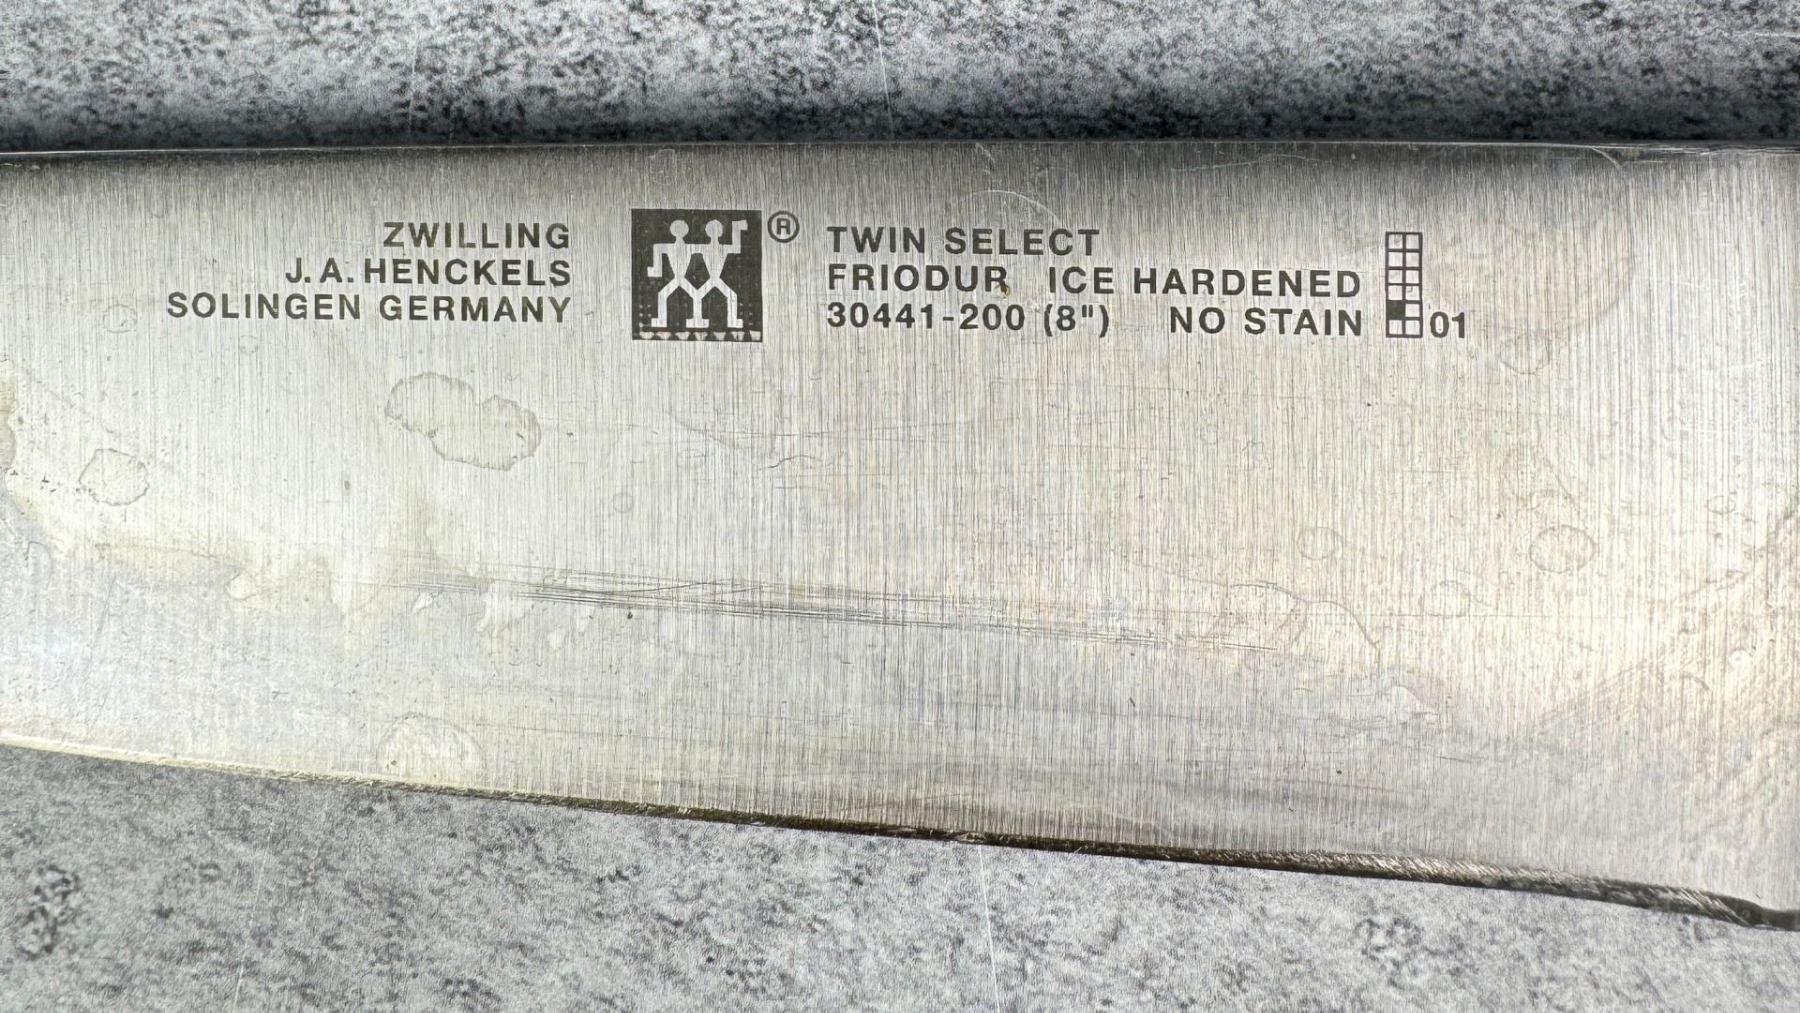 ZWILLING
J.A. HENCKELS
SOLINGEN GERMANY
®
TWIN SELECT
FRIODUR ICE HARDENED
30441-200 (8") NO STAIN 01